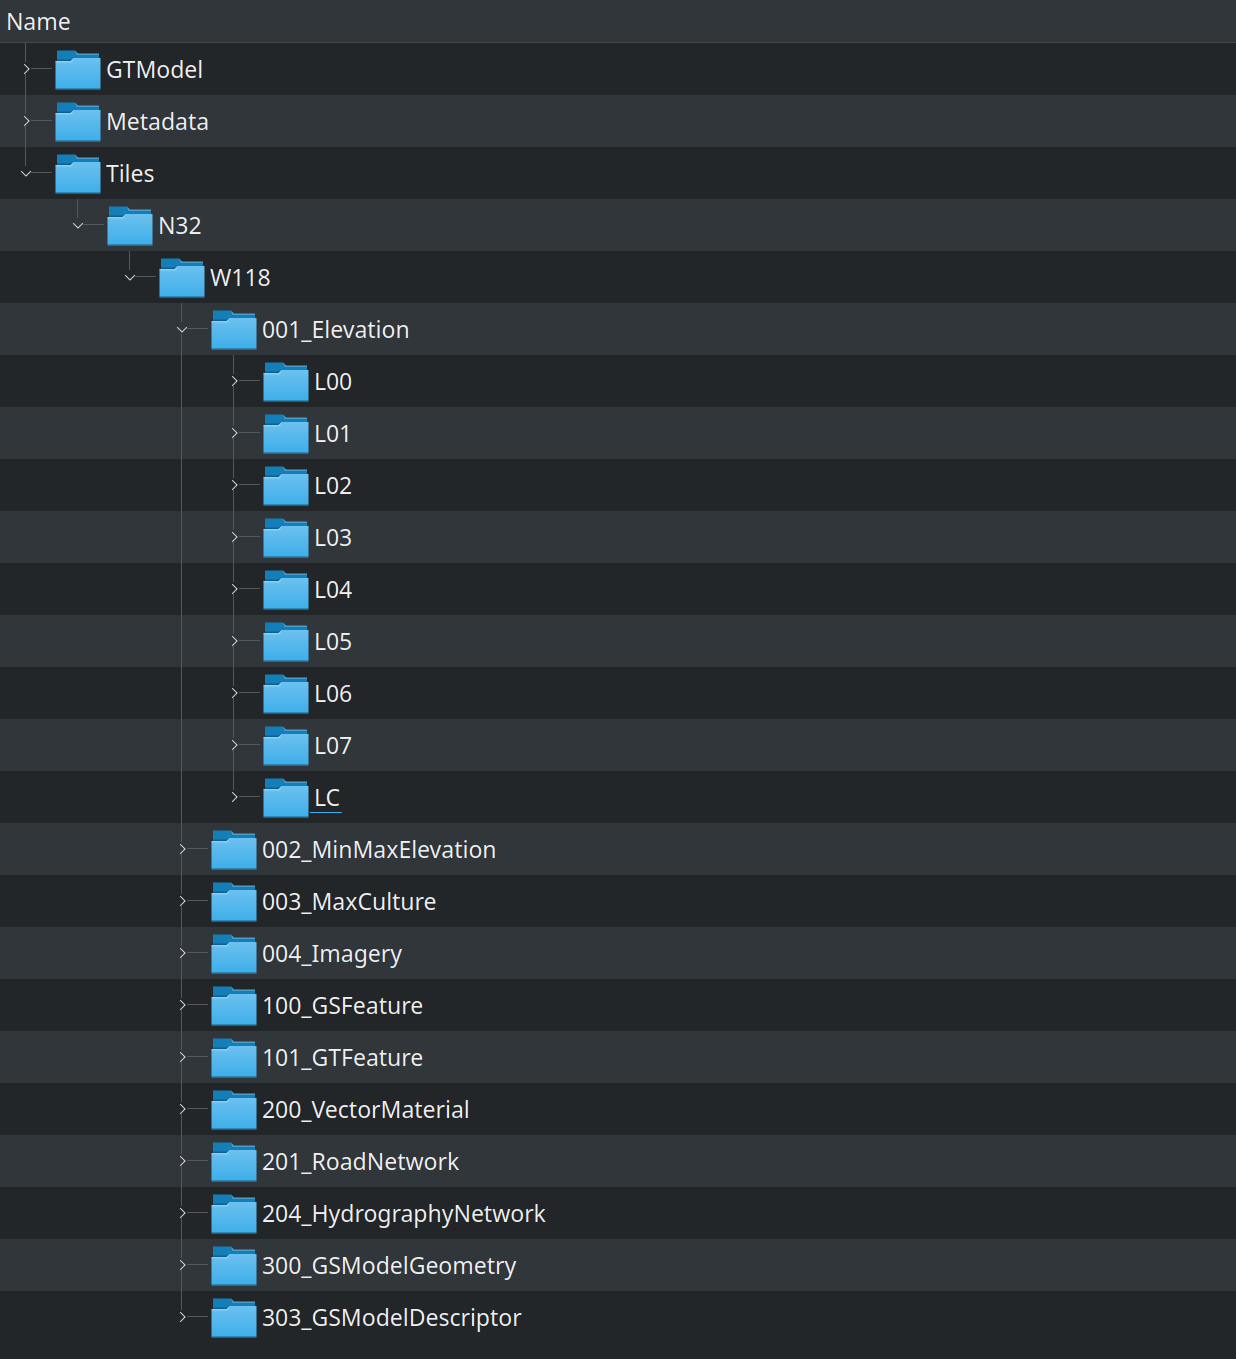 Name
GTModel
Metadata
Tiles
N32
W118
001_Elevation
L00
L01
L02
L03
L04
L05
L06
L07
LC
002_MinMaxElevation
003_MaxCulture
004_Imagery
100_GSFeature
101_GTFeature
200_VectorMaterial
201_RoadNetwork
204_HydrographyNetwork
300_GSModelGeometry
303_GSModelDescriptor